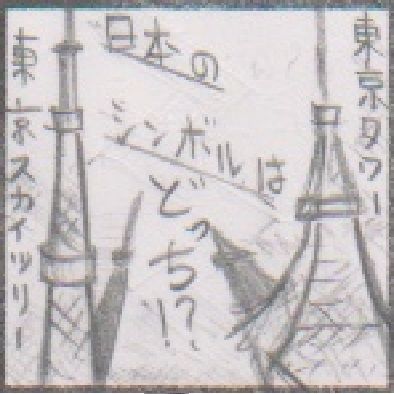 東京タワー
日本の
シンボルは
どっち!?
東京スカイツリー